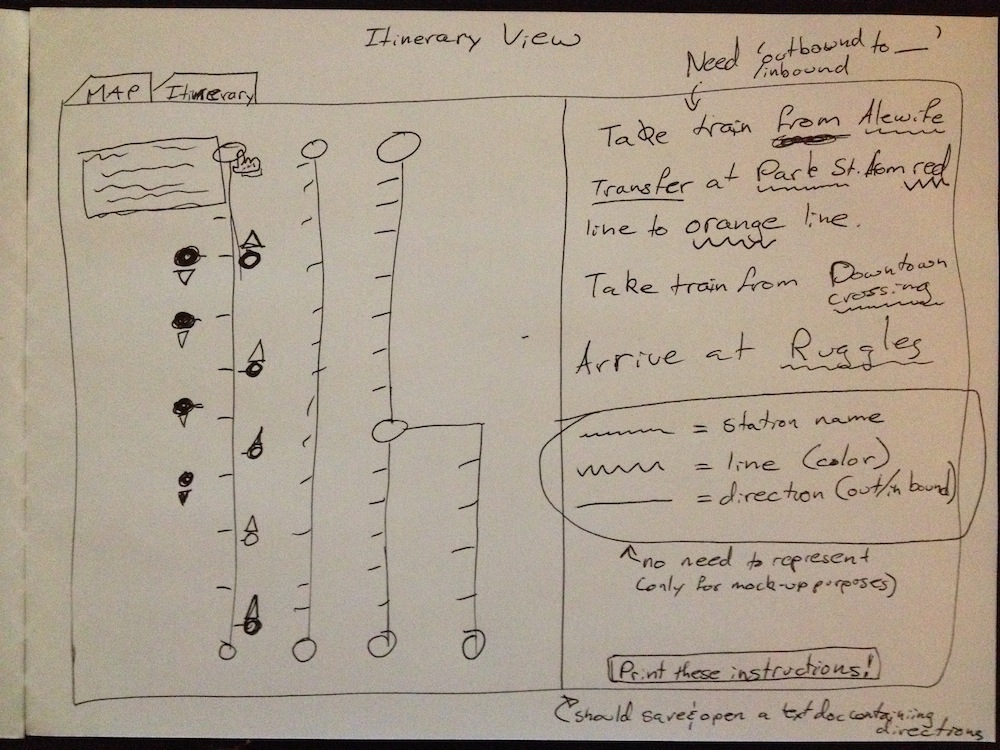 Itinerary View
Need 'outbound to __'
/inbound
MAP
Itinerary
Take train from Alewife
Transfer at Park St. from red
line to orange line.
Take train from Downtown
crossing
Arrive at Ruggles
= station name
= line (color)
= direction (out/in bound)
no need to represent
(only for mock-up purposes)
Print these instructions!
should save & open a text doc containing
directions